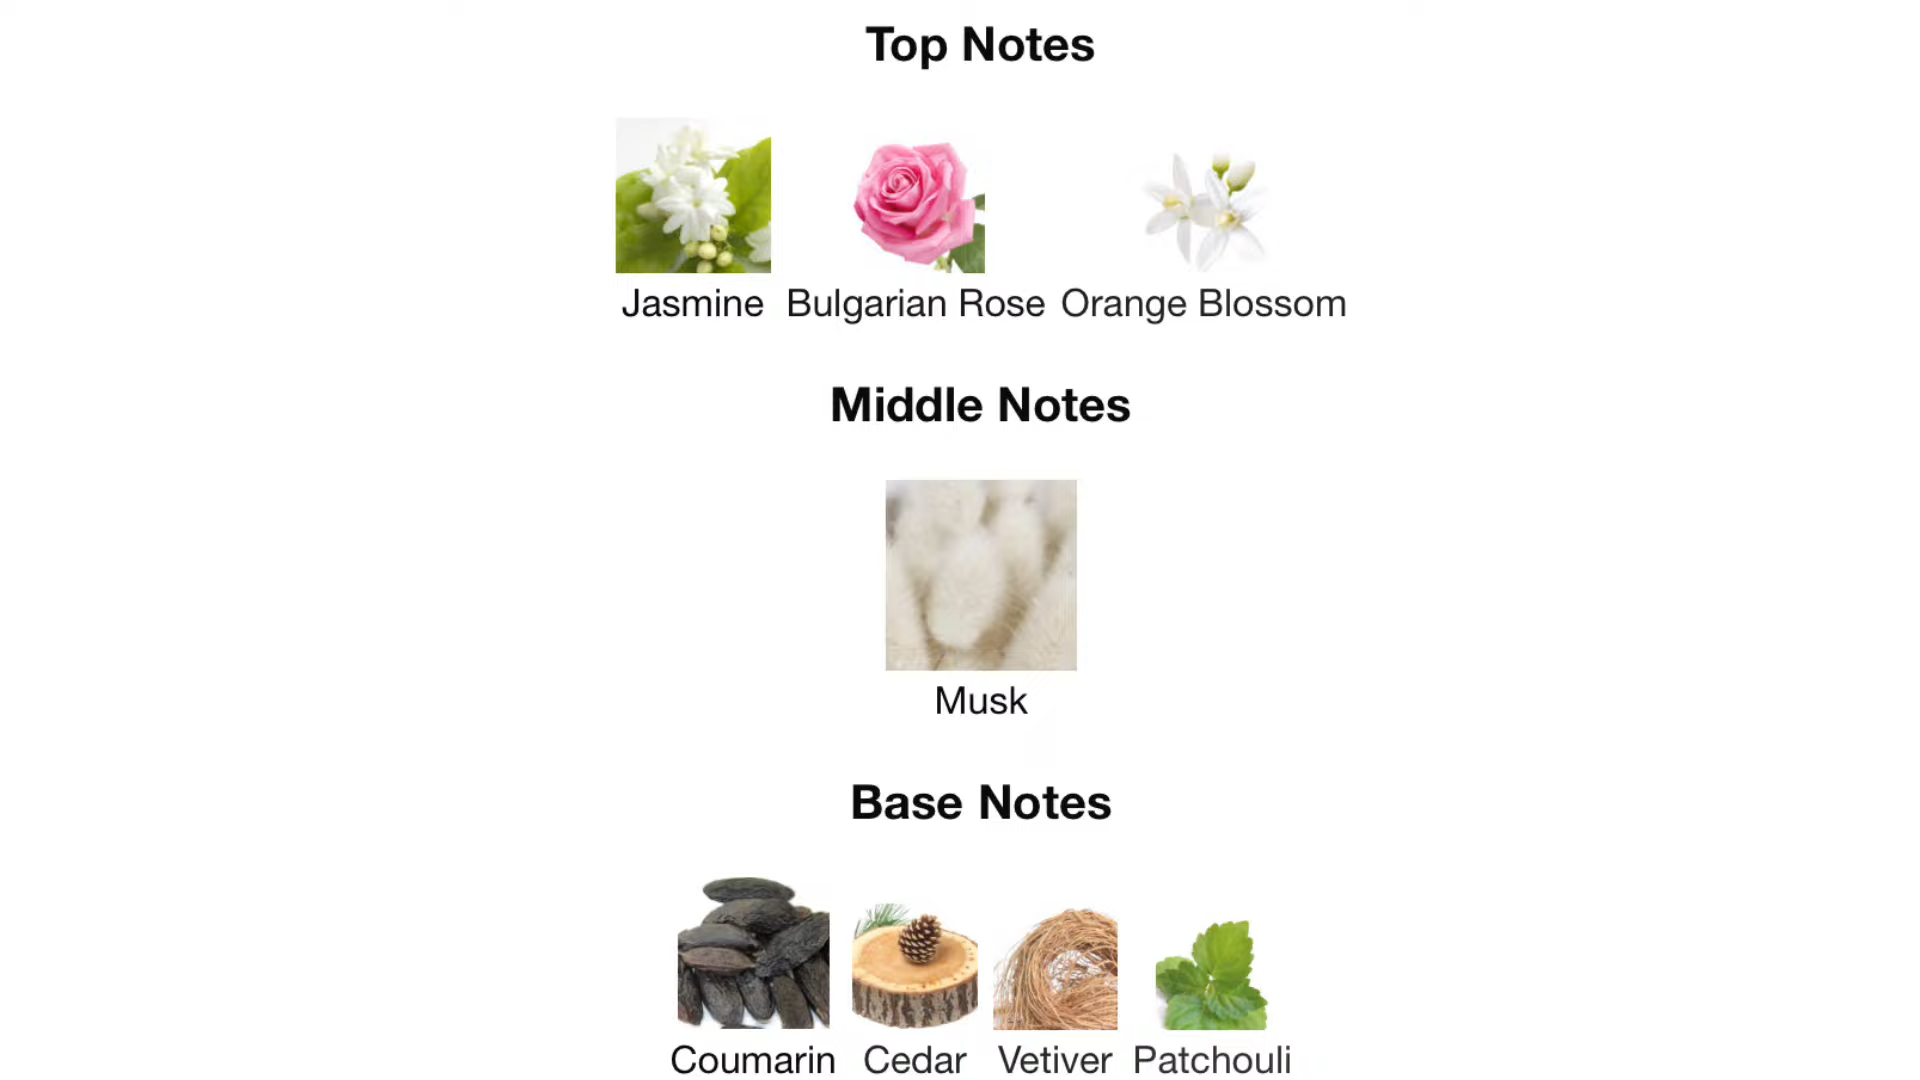 Top Notes
Jasmine Bulgarian Rose Orange Blossom
Middle Notes
Musk
Base Notes
Coumarin Cedar Vetiver Patchouli